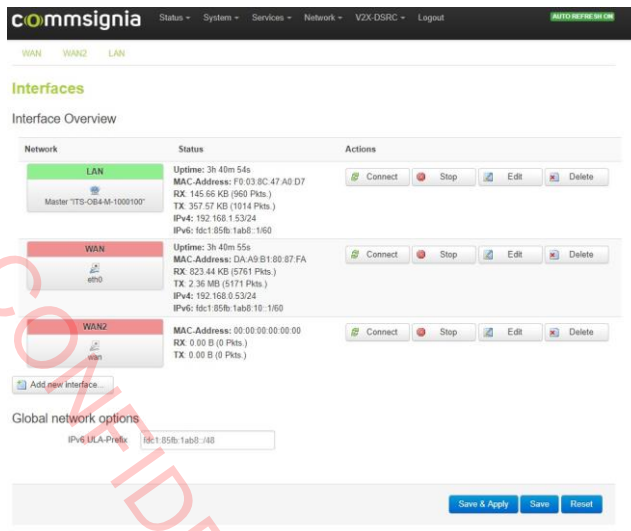 commsignia Status System Services Network V2X-DSRC Logout AUTO REFRESH ON
WAN WAN2 LAN
Interfaces
Interface Overview
Network Status Actions
LAN
Master "ITS-OB4-M-1000100"
Uptime: 3h 40m 54s
MAC-Address: F0:03:8C:47:A0:D7
RX: 145.66 KB (960 Pkts.)
TX: 357.57 KB (1014 Pkts.)
IPv4: 192.168.1.53/24
IPv6: fdc1:85fb:1ab8::1/60
Connect Stop Edit Delete
WAN
eth0
Uptime: 3h 40m 55s
MAC-Address: DA:A9:B1:80:87:FA
RX: 823.44 KB (5761 Pkts.)
TX: 2.36 MB (5171 Pkts.)
IPv4: 192.168.0.53/24
IPv6: fdc1:85fb:1ab8:10::1/60
Connect Stop Edit Delete
WAN2
wan
MAC-Address: 00:00:00:00:00:00
RX: 0.00 B (0 Pkts.)
TX: 0.00 B (0 Pkts.)
Connect Stop Edit Delete
Add new interface...
Global network options
IPv6 ULA-Prefix fdc1:85fb:1ab8::/48
Save & Apply Save Reset
CONFIDE